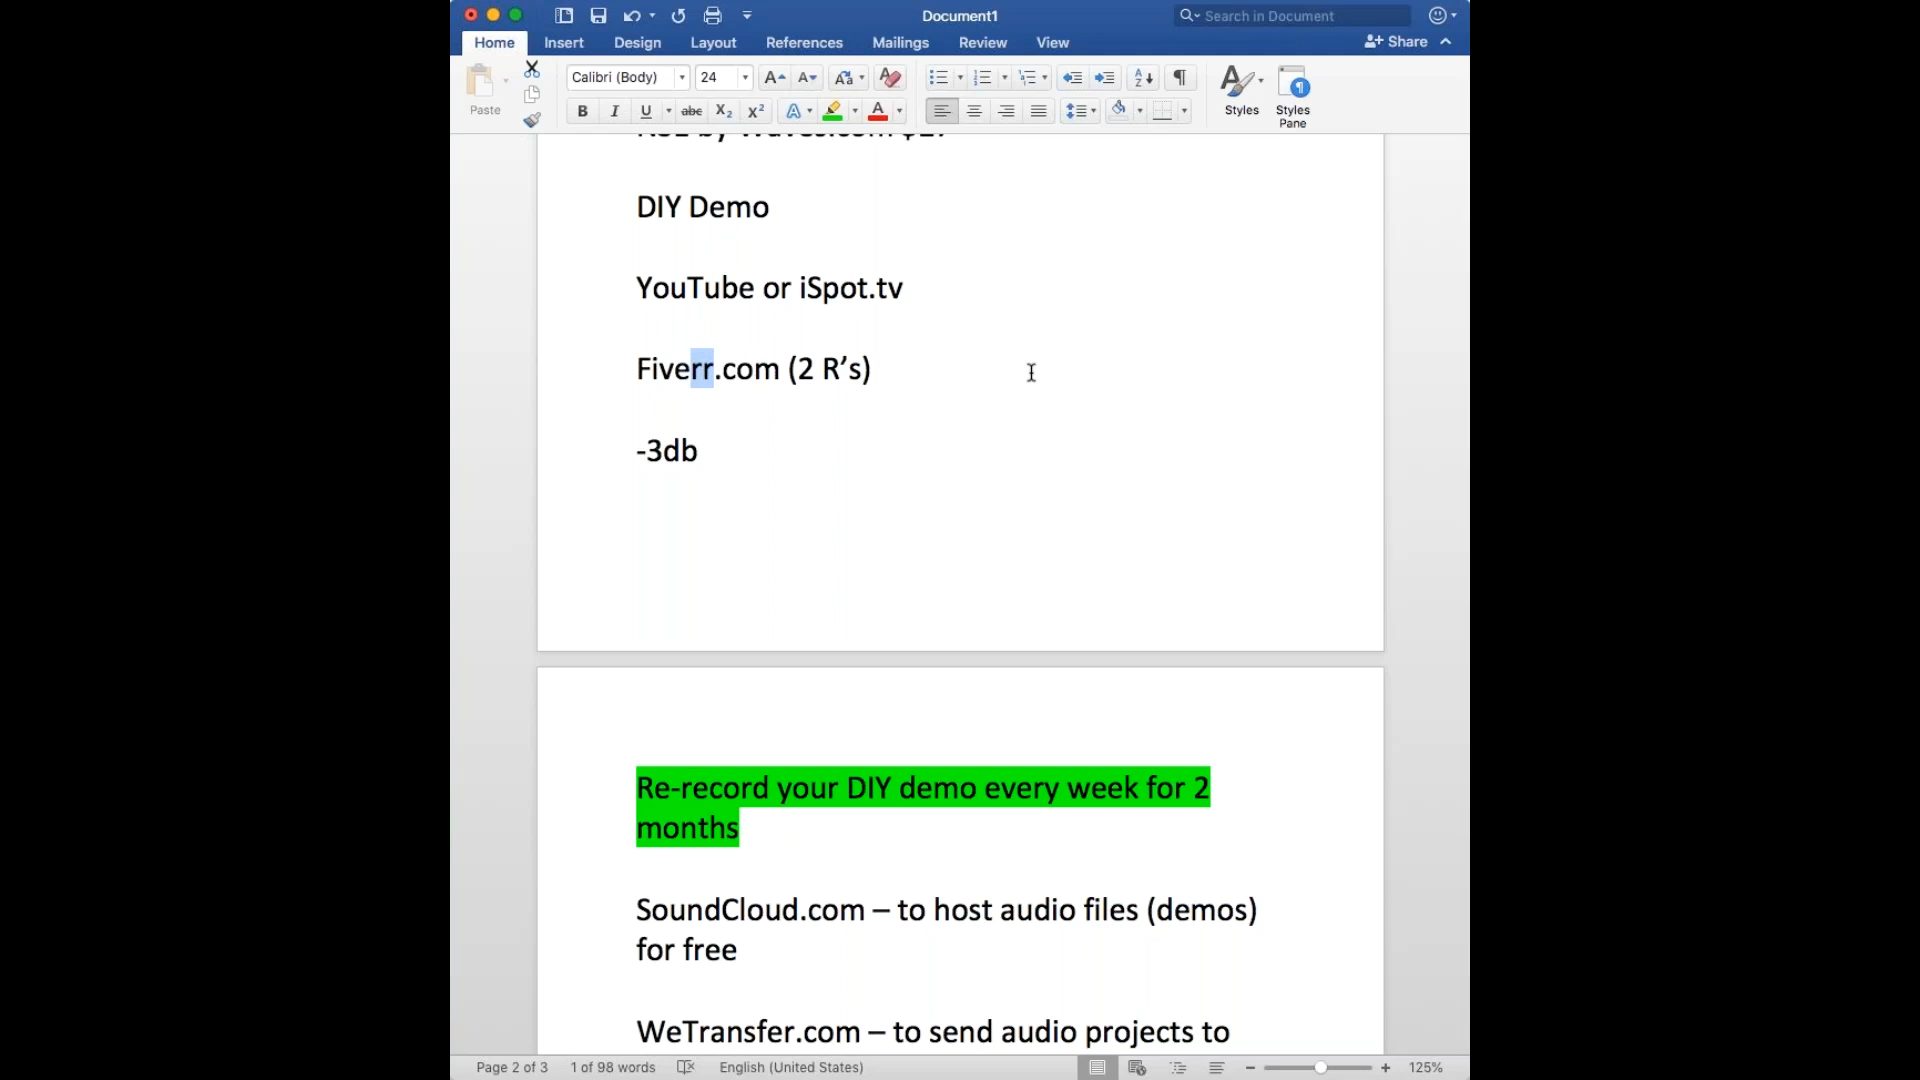 Document1
Search in Document
Home Insert Design Layout References Mailings Review View Share
Paste Calibri (Body) 24 Styles Styles Pane
DIY Demo
YouTube or iSpot.tv
Fiverr.com (2 R’s)
-3db
Re-record your DIY demo every week for 2
months
SoundCloud.com – to host audio files (demos)
for free
WeTransfer.com – to send audio projects to
Page 2 of 3 1 of 98 words English (United States) 125%